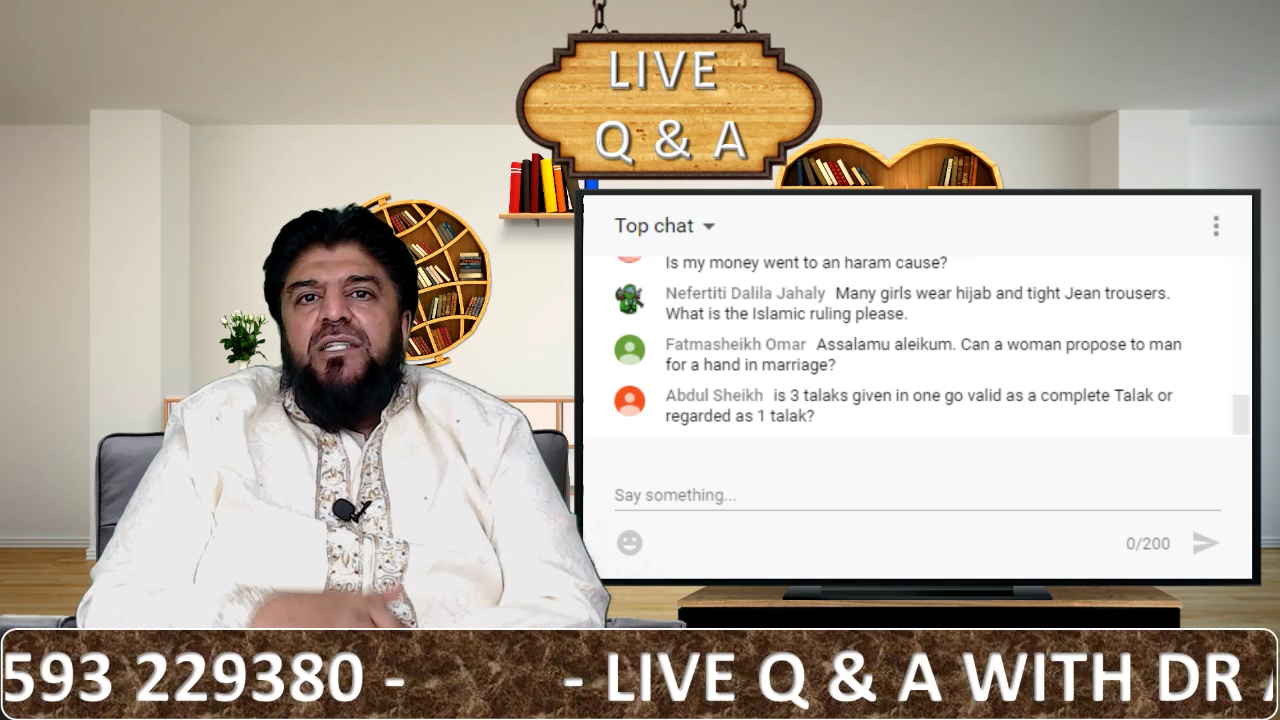 LIVE
Q & A
Top chat
Is my money went to an haram cause?
Nefertiti Dalila Jahaly Many girls wear hijab and tight Jean trousers.
What is the Islamic ruling please.
Fatmasheikh Omar Assalamu aleikum. Can a woman propose to man
for a hand in marriage?
Abdul Sheikh is 3 talaks given in one go valid as a complete Talak or
regarded as 1 talak?
Say something...
0/200
593 229380 - - LIVE Q & A WITH DR